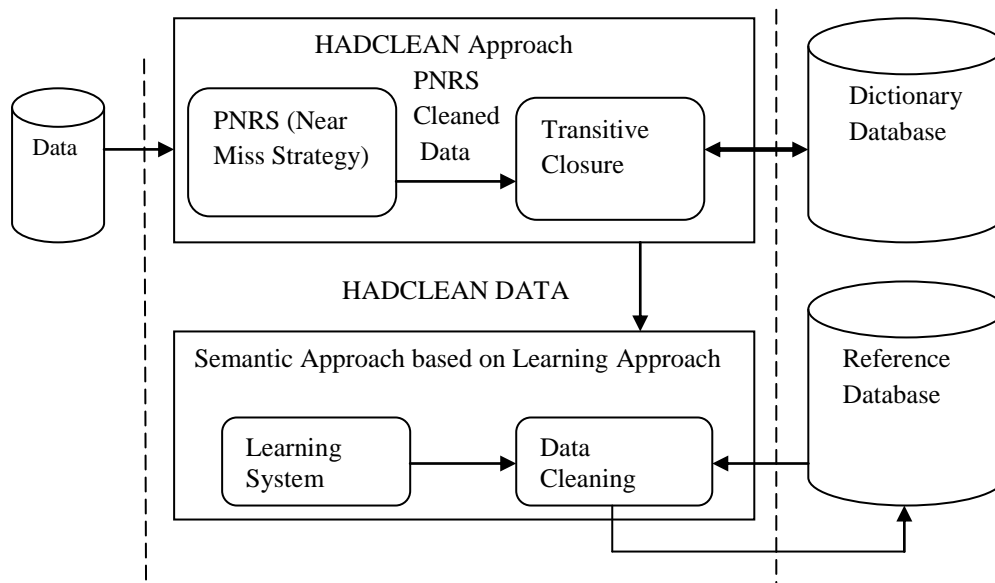 HADCLEAN Approach
Data
PNRS (Near
Miss Strategy)
PNRS
Cleaned
Data
Transitive
Closure
Dictionary
Database
HADCLEAN DATA
Semantic Approach based on Learning Approach
Learning
System
Data
Cleaning
Reference
Database